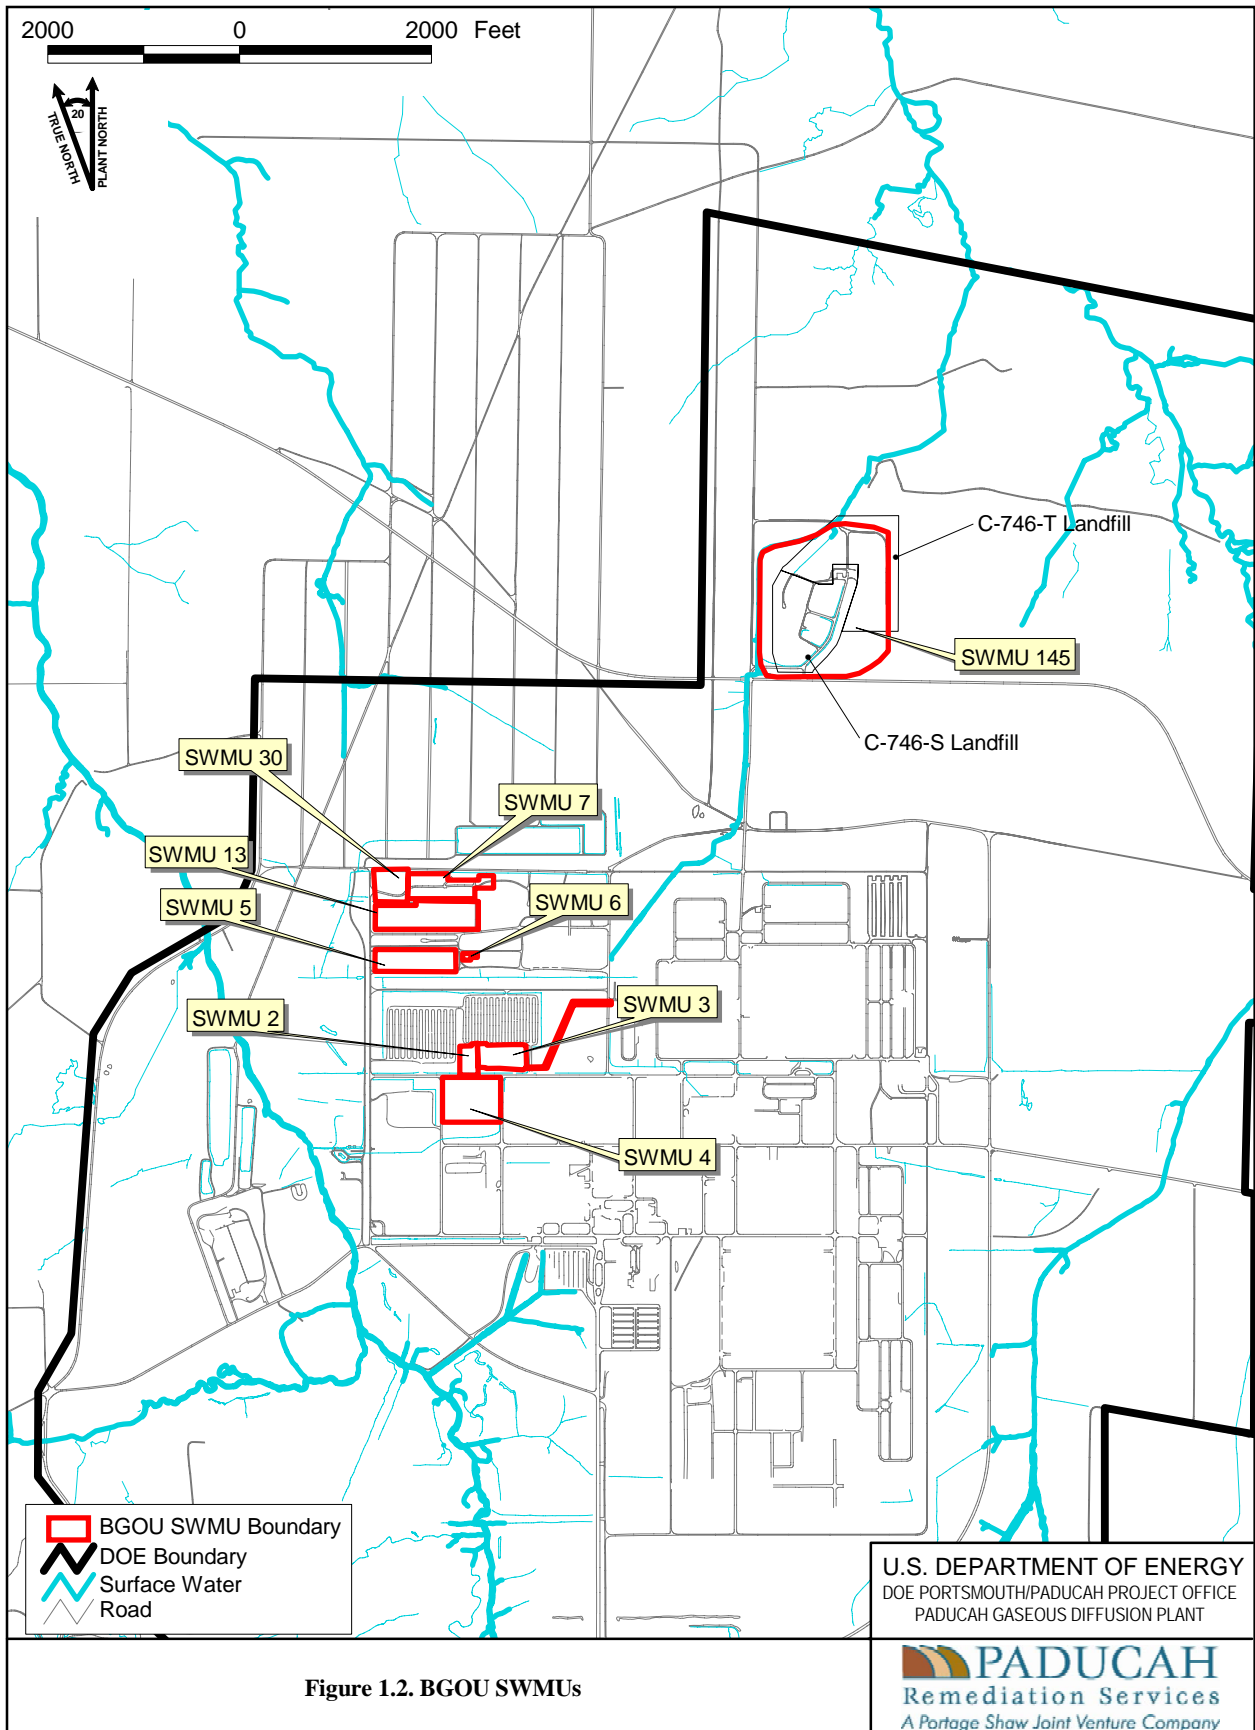 2000 0 2000 Feet
20
TRUE NORTH
PLANT NORTH
C-746-T Landfill
SWMU 145
C-746-S Landfill
SWMU 30
SWMU 7
SWMU 13
SWMU 6
SWMU 5
SWMU 3
SWMU 2
SWMU 4
BGOU SWMU Boundary
DOE Boundary
Surface Water
Road
U.S. DEPARTMENT OF ENERGY
DOE PORTSMOUTH/PADUCAH PROJECT OFFICE
PADUCAH GASEOUS DIFFUSION PLANT
Figure 1.2. BGOU SWMUs
PADUCAH
Remediation Services
A Portage Shaw Joint Venture Company